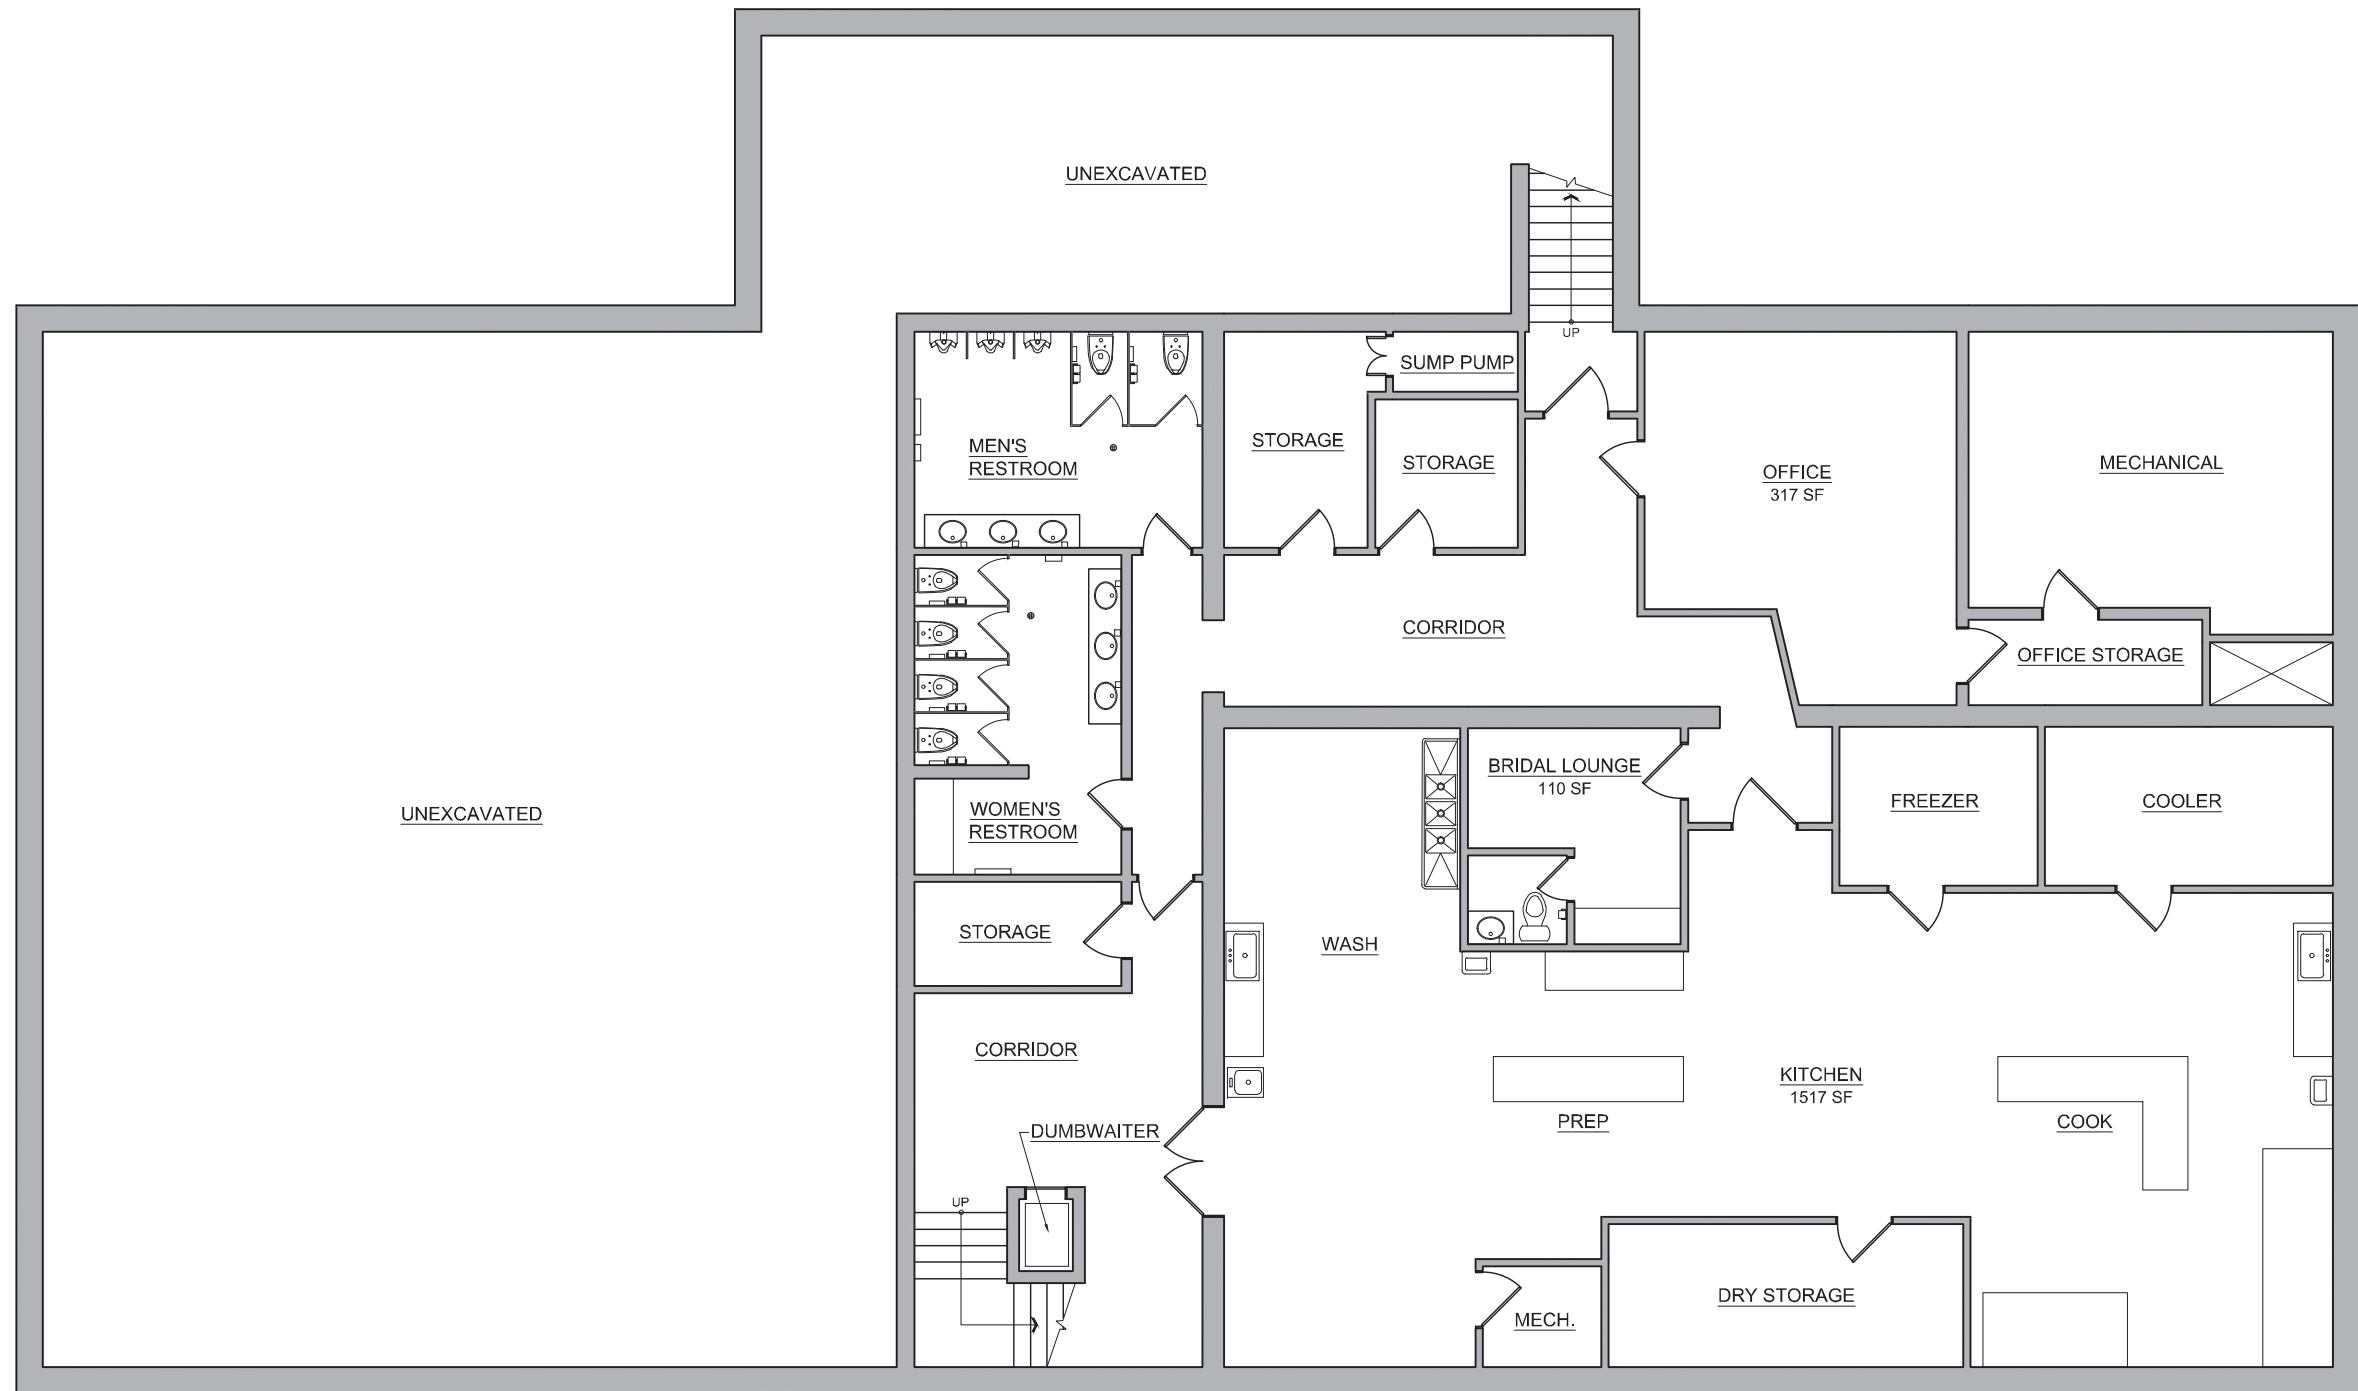 UNEXCAVATED
UP
SUMP PUMP
MEN'S
RESTROOM
STORAGE
STORAGE
OFFICE
317 SF
MECHANICAL
CORRIDOR
OFFICE STORAGE
UNEXCAVATED
WOMEN'S
RESTROOM
BRIDAL LOUNGE
110 SF
FREEZER
COOLER
STORAGE
WASH
CORRIDOR
KITCHEN
1517 SF
DUMBWAITER
PREP
COOK
UP
DRY STORAGE
MECH.